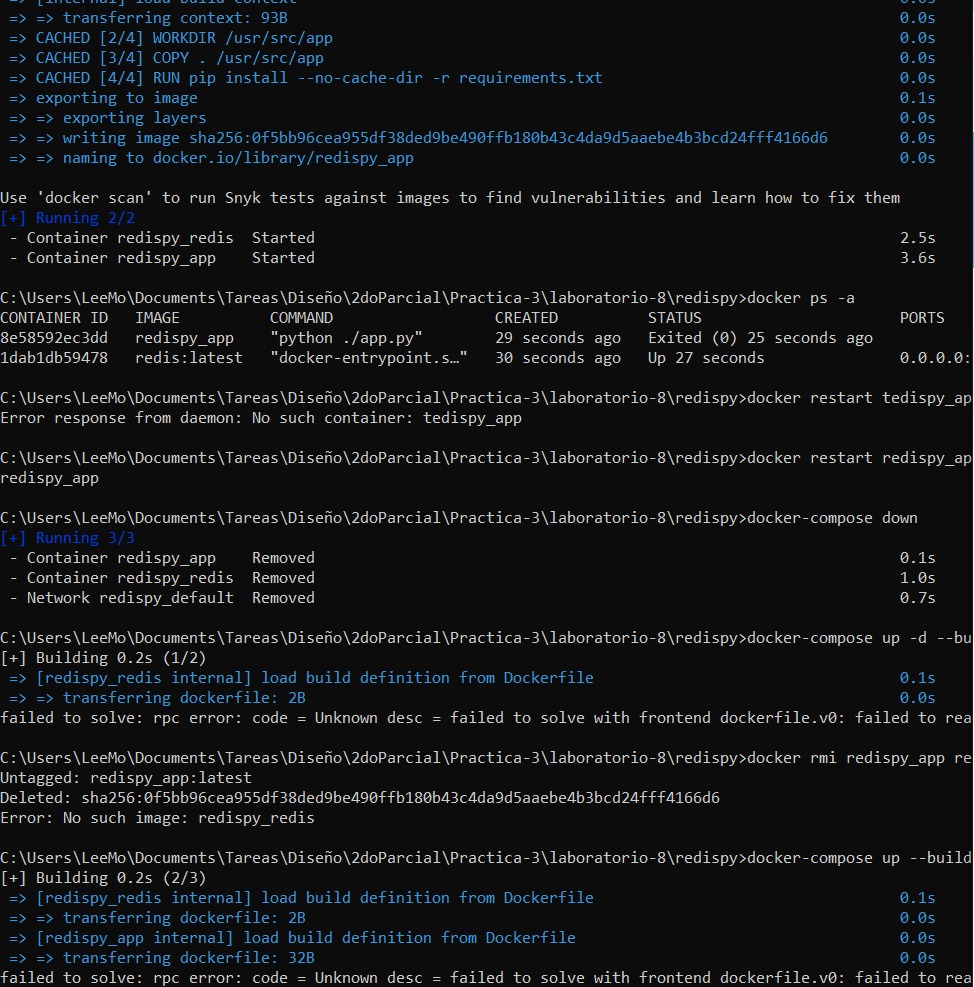 => [internal] load build context 0.0s
=> => transferring context: 93B 0.0s
=> CACHED [2/4] WORKDIR /usr/src/app 0.0s
=> CACHED [3/4] COPY . /usr/src/app 0.0s
=> CACHED [4/4] RUN pip install --no-cache-dir -r requirements.txt 0.0s
=> exporting to image 0.1s
=> => exporting layers 0.0s
=> => writing image sha256:0f5bb96cea955df38ded9be490ffb180b43c4da9d5aaebe4b3bcd24fff4166d6 0.0s
=> => naming to docker.io/library/redispy_app 0.0s
Use 'docker scan' to run Snyk tests against images to find vulnerabilities and learn how to fix them
[+] Running 2/2
- Container redispy_redis Started 2.5s
- Container redispy_app Started 3.6s
C:\Users\LeeMo\Documents\Tareas\Diseño\2doParcial\Practica-3\laboratorio-8\redispy>docker ps -a
CONTAINER ID IMAGE COMMAND CREATED STATUS PORTS
8e58592ec3dd redispy_app "python ./app.py" 29 seconds ago Exited (0) 25 seconds ago
1dab1db59478 redis:latest "docker-entrypoint.s…" 30 seconds ago Up 27 seconds 0.0.0.0:
C:\Users\LeeMo\Documents\Tareas\Diseño\2doParcial\Practica-3\laboratorio-8\redispy>docker restart tedispy_ap
Error response from daemon: No such container: tedispy_app
C:\Users\LeeMo\Documents\Tareas\Diseño\2doParcial\Practica-3\laboratorio-8\redispy>docker restart redispy_ap
redispy_app
C:\Users\LeeMo\Documents\Tareas\Diseño\2doParcial\Practica-3\laboratorio-8\redispy>docker-compose down
[+] Running 3/3
- Container redispy_app Removed 0.1s
- Container redispy_redis Removed 1.0s
- Network redispy_default Removed 0.7s
C:\Users\LeeMo\Documents\Tareas\Diseño\2doParcial\Practica-3\laboratorio-8\redispy>docker-compose up -d --bu
[+] Building 0.2s (1/2)
=> [redispy_redis internal] load build definition from Dockerfile 0.1s
=> => transferring dockerfile: 2B 0.0s
failed to solve: rpc error: code = Unknown desc = failed to solve with frontend dockerfile.v0: failed to rea
C:\Users\LeeMo\Documents\Tareas\Diseño\2doParcial\Practica-3\laboratorio-8\redispy>docker rmi redispy_app re
Untagged: redispy_app:latest
Deleted: sha256:0f5bb96cea955df38ded9be490ffb180b43c4da9d5aaebe4b3bcd24fff4166d6
Error: No such image: redispy_redis
C:\Users\LeeMo\Documents\Tareas\Diseño\2doParcial\Practica-3\laboratorio-8\redispy>docker-compose up --build
[+] Building 0.2s (2/3)
=> [redispy_redis internal] load build definition from Dockerfile 0.1s
=> => transferring dockerfile: 2B 0.0s
=> [redispy_app internal] load build definition from Dockerfile 0.0s
=> => transferring dockerfile: 32B 0.0s
failed to solve: rpc error: code = Unknown desc = failed to solve with frontend dockerfile.v0: failed to rea